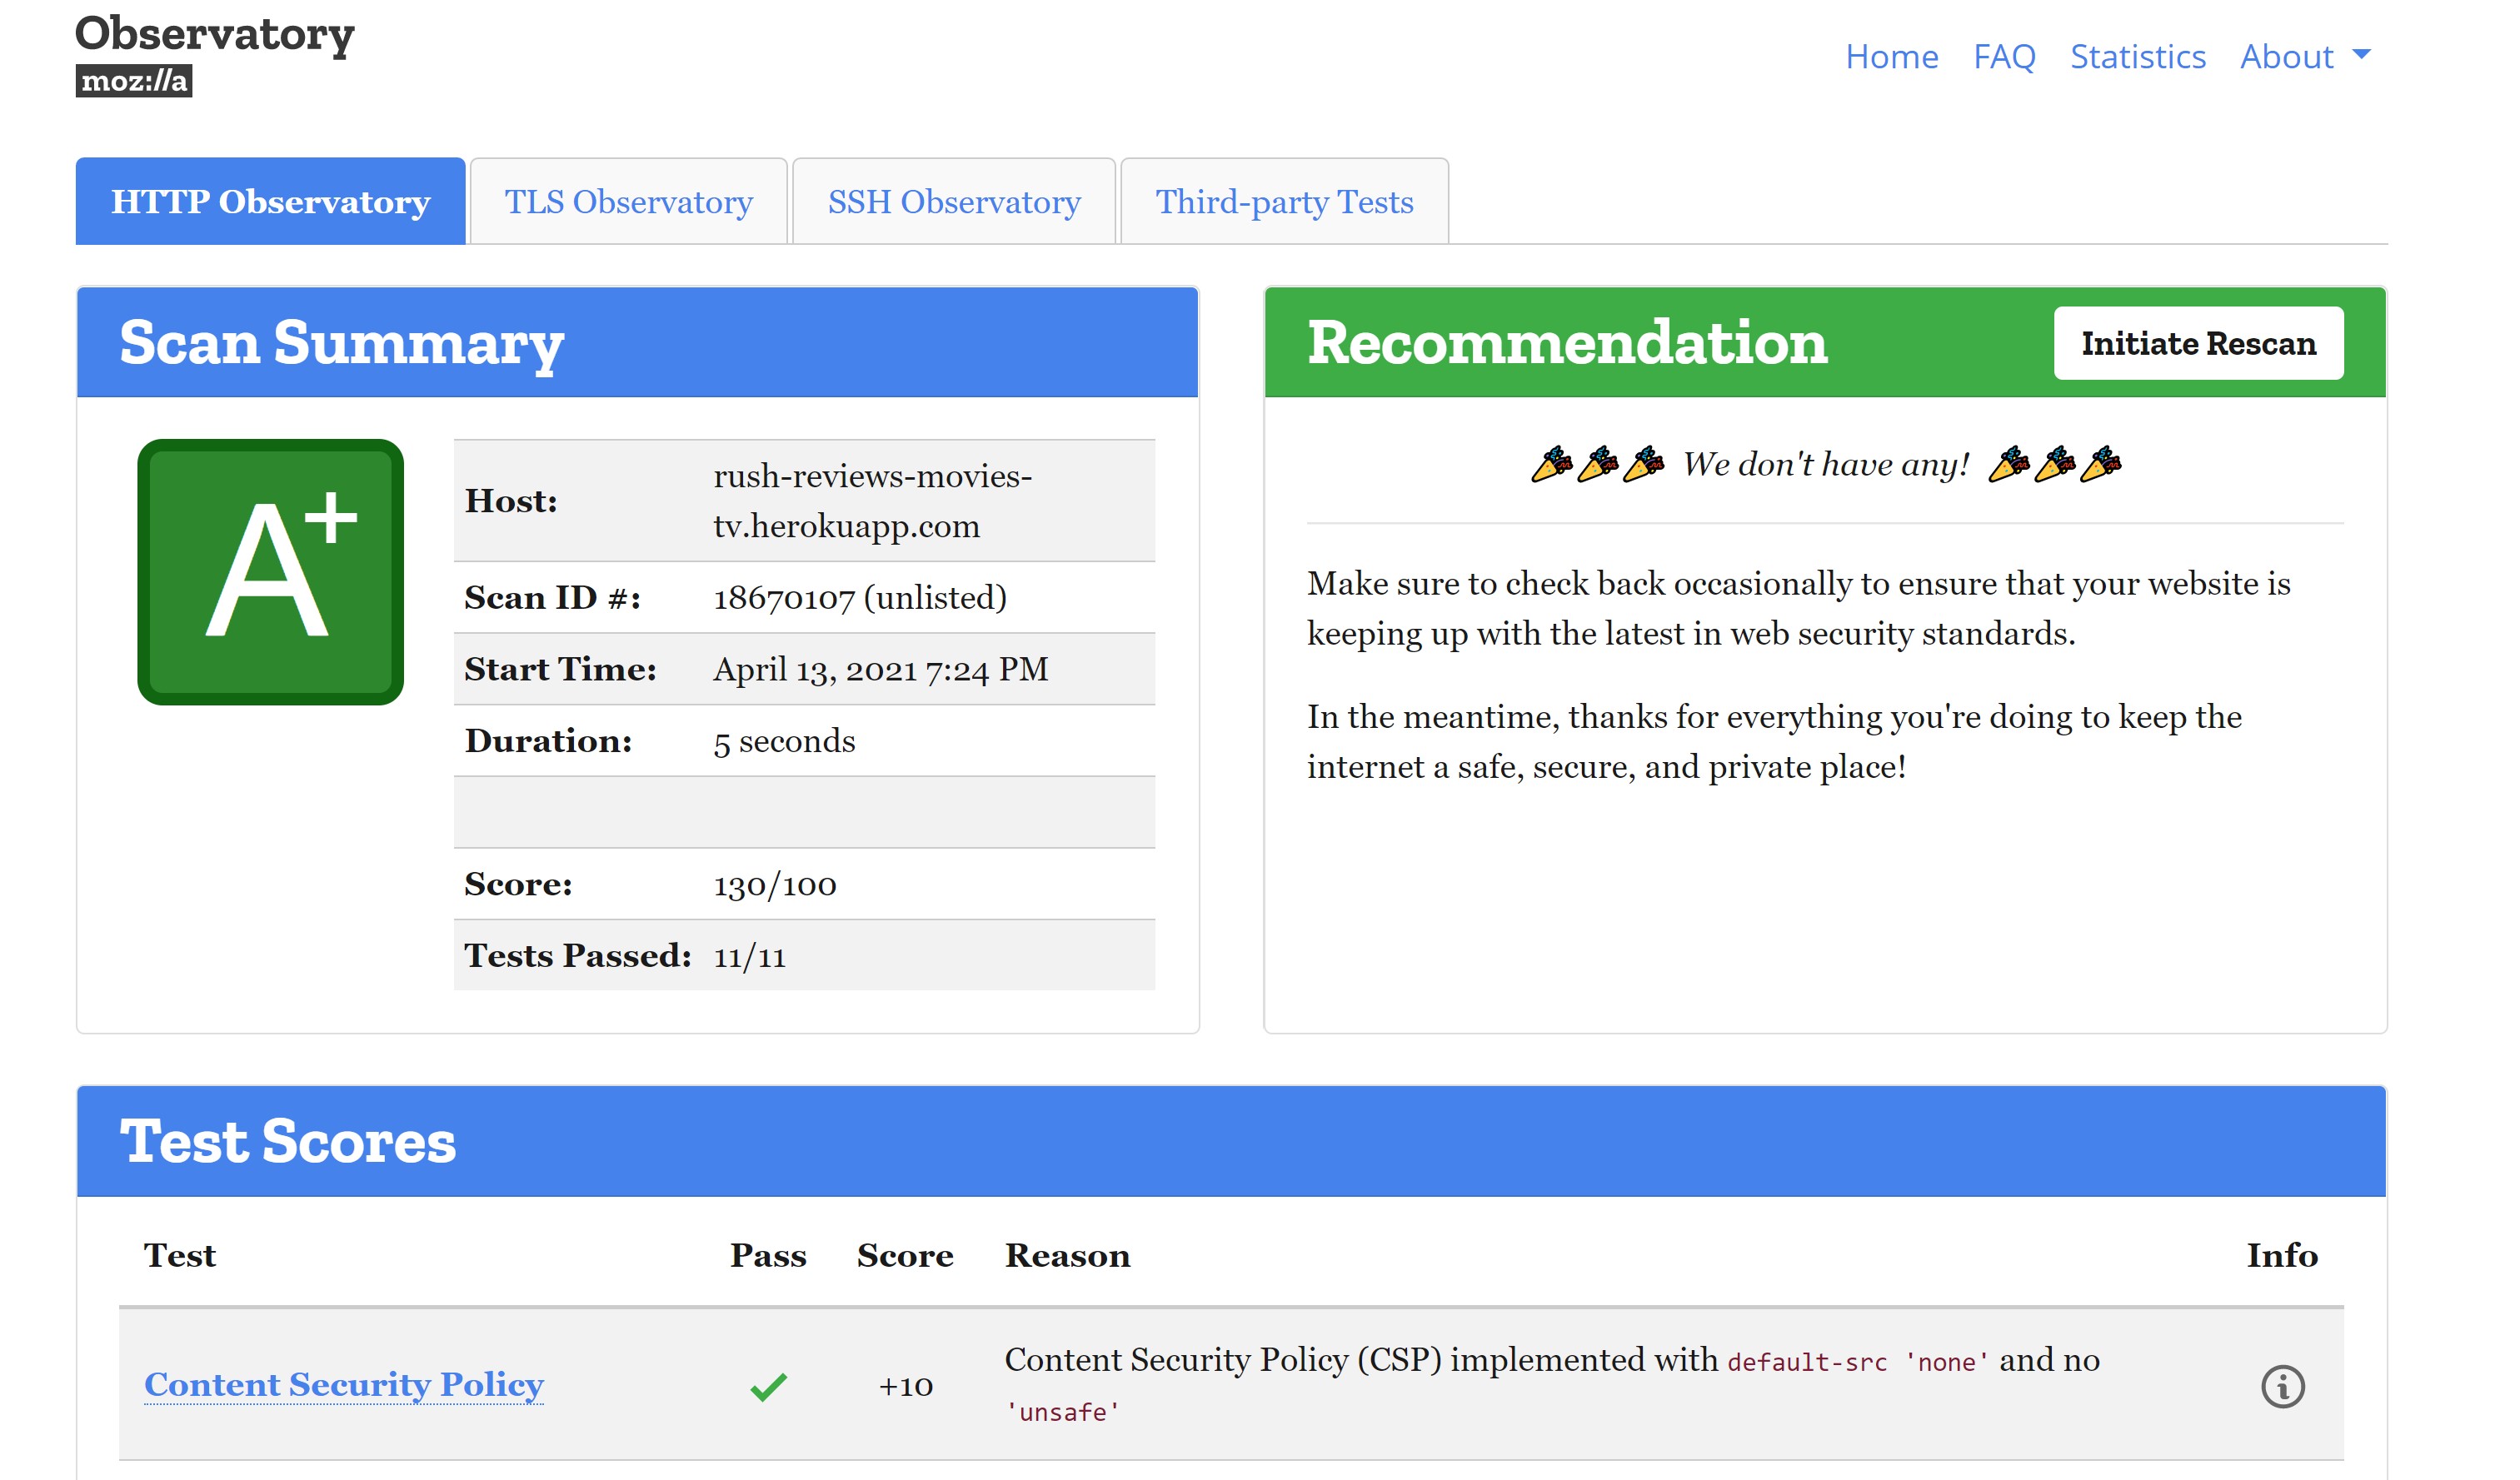 Observatory
moz://a
Home FAQ Statistics About
HTTP Observatory TLS Observatory SSH Observatory Third-party Tests
Scan Summary
A+
Host: rush-reviews-movies-
tv.herokuapp.com
Scan ID #: 18670107 (unlisted)
Start Time: April 13, 2021 7:24 PM
Duration: 5 seconds
Score: 130/100
Tests Passed: 11/11
Recommendation
Initiate Rescan
We don't have any!
Make sure to check back occasionally to ensure that your website is
keeping up with the latest in web security standards.
In the meantime, thanks for everything you're doing to keep the
internet a safe, secure, and private place!
Test Scores
Test Pass Score Reason Info
Content Security Policy +10 Content Security Policy (CSP) implemented with default-src 'none' and no
'unsafe'